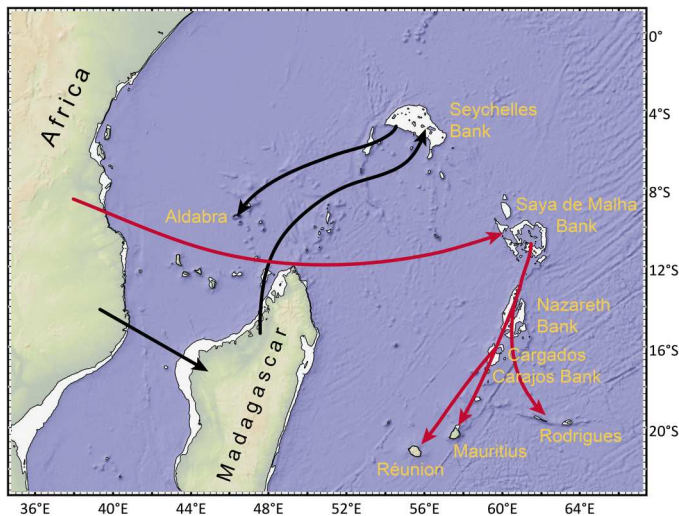 Africa
Seychelles
Bank
Aldabra
Saya de Malha
Bank
Nazareth
Bank
Cargados
Carajos Bank
Madagascar
Rodrigues
Mauritius
Réunion
0°
4°S
8°S
12°S
16°S
20°S
36°E 40°E 44°E 48°E 52°E 56°E 60°E 64°E